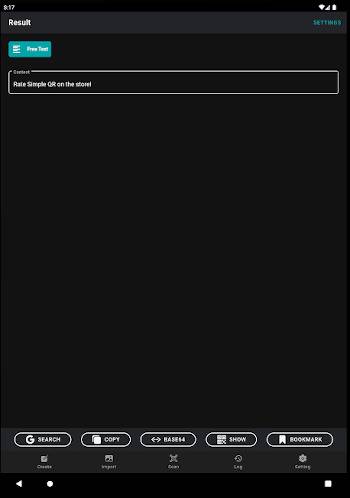 8:17
Result
SETTINGS
Free Text
Content
Rate Simple QR on the store!
SEARCH
COPY
BASE64
SHOW
BOOKMARK
Create
Import
Scan
Log
Setting